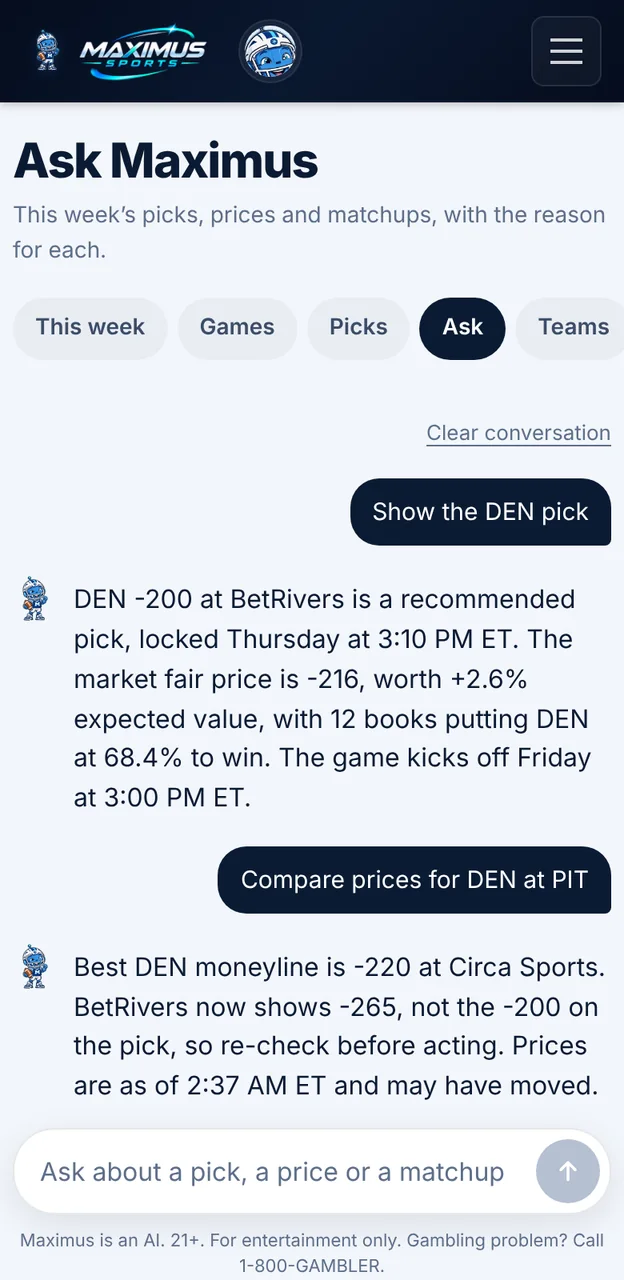 MAXIMUS
SPORTS
Ask Maximus
This week’s picks, prices and matchups, with the reason
for each.
This week Games Picks Ask Teams
Clear conversation
Show the DEN pick
DEN -200 at BetRivers is a recommended
pick, locked Thursday at 3:10 PM ET. The
market fair price is -216, worth +2.6%
expected value, with 12 books putting DEN
at 68.4% to win. The game kicks off Friday
at 3:00 PM ET.
Compare prices for DEN at PIT
Best DEN moneyline is -220 at Circa Sports.
BetRivers now shows -265, not the -200 on
the pick, so re-check before acting. Prices
are as of 2:37 AM ET and may have moved.
Ask about a pick, a price or a matchup
Maximus is an AI. 21+. For entertainment only. Gambling problem? Call
1-800-GAMBLER.